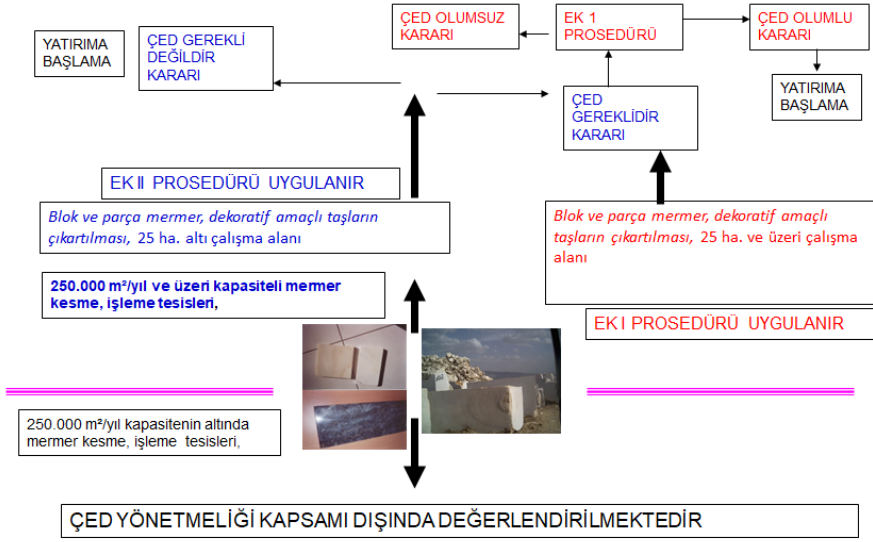 YATIRIMA
BAŞLAMA
ÇED GEREKLİ
DEĞİLDİR
KARARI
ÇED OLUMSUZ
KARARI
EK 1
PROSEDÜRÜ
ÇED OLUMLU
KARARI
YATIRIMA
BAŞLAMA
ÇED
GEREKLİDİR
KARARI
EK II PROSEDÜRÜ UYGULANIR
Blok ve parça mermer, dekoratif amaçlı taşların
çıkartılması, 25 ha. altı çalışma alanı
250.000 m²/yıl ve üzeri kapasiteli mermer
kesme, işleme tesisleri,
Blok ve parça mermer, dekoratif amaçlı
taşların çıkartılması, 25 ha. ve üzeri çalışma
alanı
EK I PROSEDÜRÜ UYGULANIR
250.000 m²/yıl kapasitenin altında
mermer kesme, işleme tesisleri,
ÇED YÖNETMELİĞİ KAPSAMI DIŞINDA DEĞERLENDİRİLMEKTEDİR